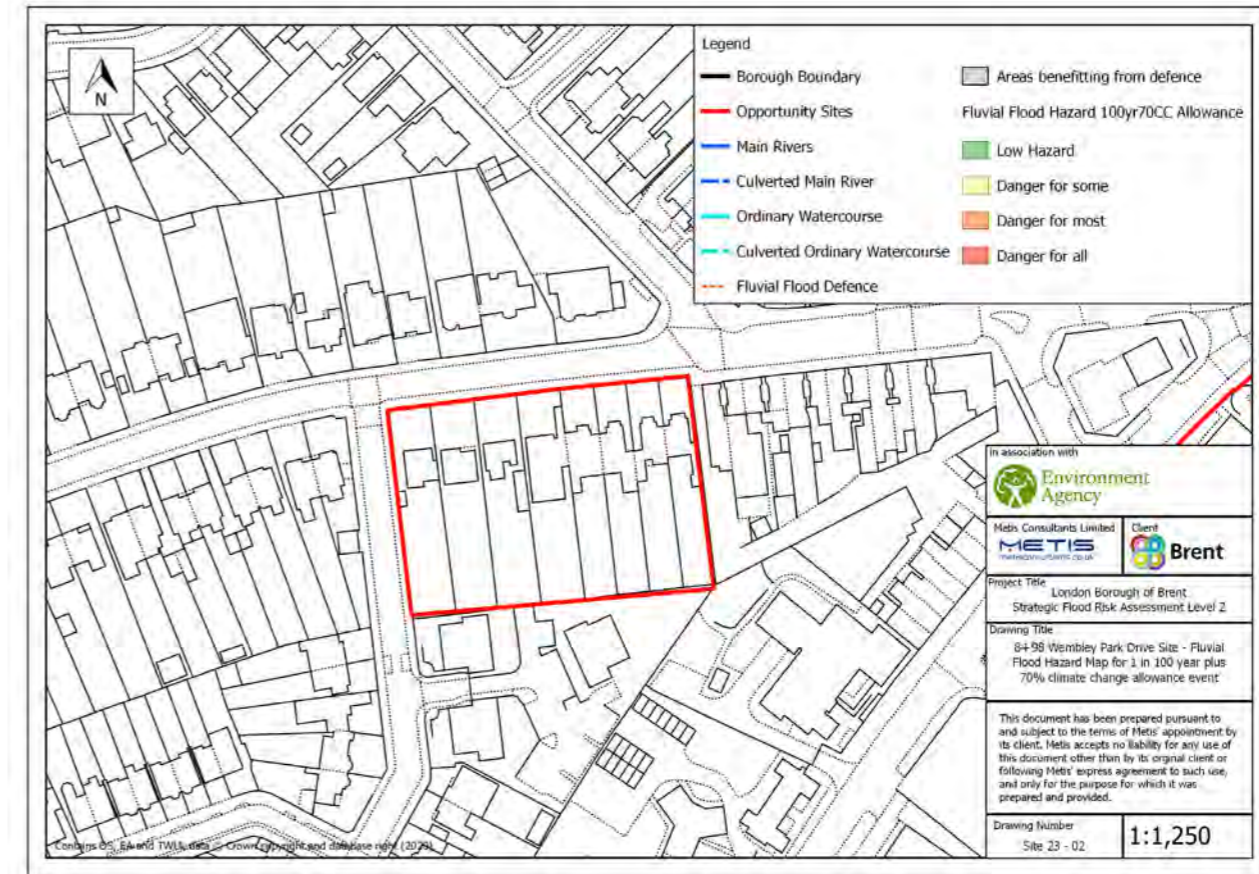 N
Legend
Borough Boundary
Opportunity Sites
Main Rivers
Culverted Main River
Ordinary Watercourse
Culverted Ordinary Watercourse
Fluvial Flood Defence
Areas benefitting from defence
Fluvial Flood Hazard 100yr70CC Allowance
Low Hazard
Danger for some
Danger for most
Danger for all
In association with
Environment
Agency
Metis Consultants Limited
METIS
Client
Brent
Project Title
London Borough of Brent
Strategic Flood Risk Assessment Level 2
Drawing Title
Wembley Park Drive Site - Fluvial
Flood Hazard Map for 1 in 100 year plus
70% climate change allowance event
This document has been prepared pursuant to
and subject to the terms of Metis' appointment by
its client. Metis accepts no liability for any use of
this document other than by its orginal client or
following Metis' express agreement to such use,
and only for the purpose for which it was
prepared and provided.
Drawing Number
Site 23 - 02
1:1,250
Contains OS, EA and TWUL data © Crown copyright and database right